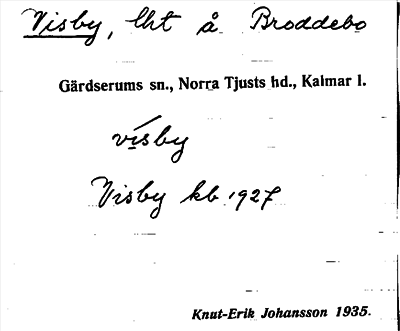 Visby, lht å Broddebo
Gärdserums sn., Norra Tjusts hd., Kalmar l.
visby
Visby kb 1927
Knut-Erik Johansson 1935.